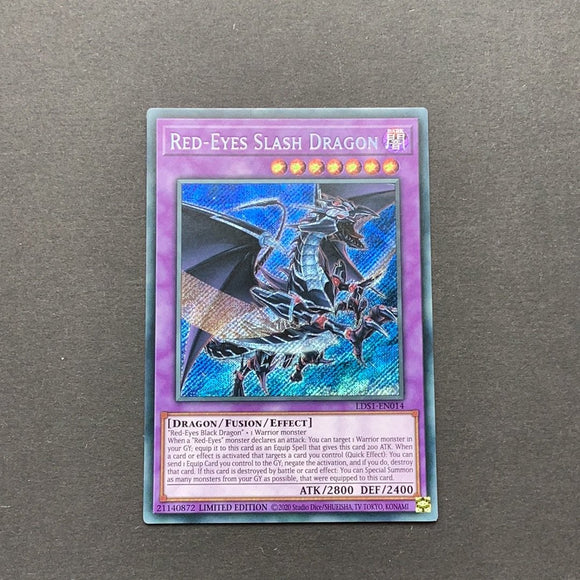 RED-EYES SLASH DRAGON
DARK
闇
LDS1-EN014
[DRAGON/FUSION/EFFECT]
"Red-Eyes Black Dragon" + 1 Warrior monster
When a "Red-Eyes" monster declares an attack: You can target 1 Warrior monster in
your GY; equip it to this card as an Equip Spell that gives this card 200 ATK. When
a card or effect is activated that targets a card you control (Quick Effect): You can
send 1 Equip Card you control to the GY; negate the activation, and if you do, destroy
that card. If this card is destroyed by battle or card effect: You can Special Summon
as many monsters from your GY as possible, that were equipped to this card.
ATK/2800 DEF/2400
21140872 LIMITED EDITION ©2020 Studio Dice/SHUEISHA, TV TOKYO, KONAMI